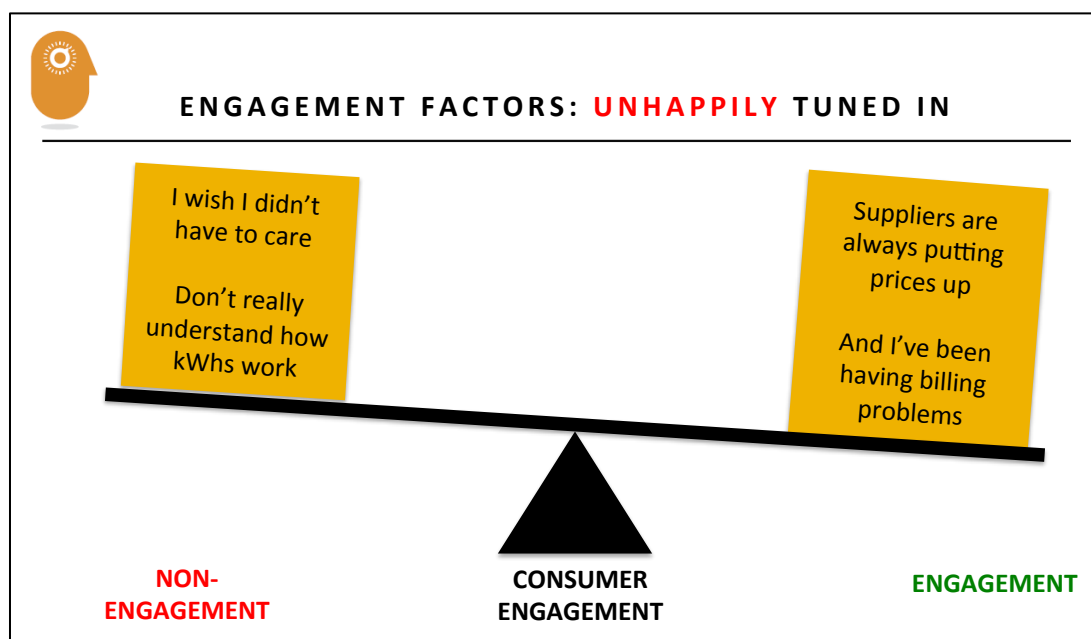 ENGAGEMENT FACTORS: UNHAPPILY TUNED IN
I wish I didn’t
have to care
Don’t really
understand how
kWhs work
Suppliers are
always putting
prices up
And I’ve been
having billing
problems
NON-
ENGAGEMENT
CONSUMER
ENGAGEMENT
ENGAGEMENT